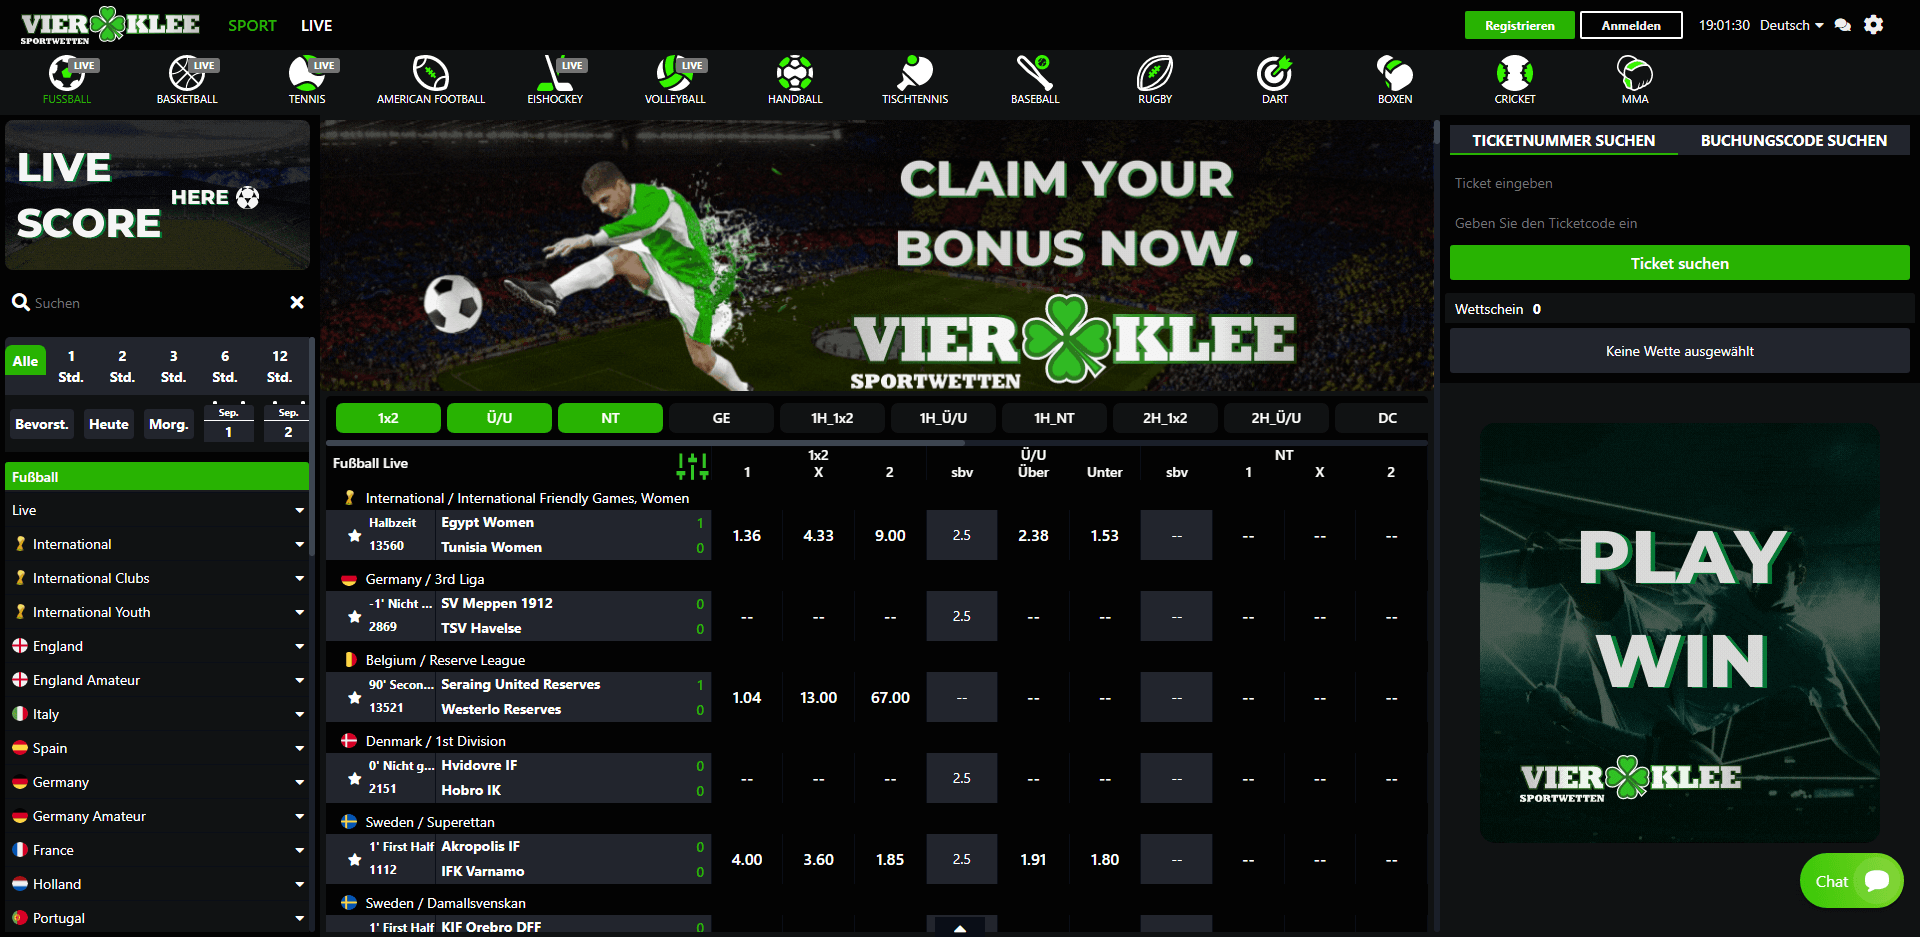 VIER KLEE
SPORTWETTEN
SPORT LIVE
Registrieren Anmelden 19:01:30 Deutsch
LIVE LIVE LIVE LIVE LIVE
FUSSBALL BASKETBALL TENNIS AMERICAN FOOTBALL EISHOCKEY VOLLEYBALL HANDBALL TISCHTENNIS BASEBALL RUGBY DART BOXEN CRICKET MMA
LIVE
SCORE
HERE
Suchen
Alle
1 Std.
2 Std.
3 Std.
6 Std.
12 Std.
Bevorst. Heute Morg.
Sep. 1
Sep. 2
Fußball
Live
International
International Clubs
International Youth
England
England Amateur
Italy
Spain
Germany
Germany Amateur
France
Holland
Portugal
CLAIM YOUR
BONUS NOW.
VIER KLEE
SPORTWETTEN
1x2 Ü/U NT GE 1H_1x2 1H_Ü/U 1H_NT 2H_1x2 2H_Ü/U DC
Fußball Live
1x2 Ü/U NT
1 X 2 sbv Über Unter sbv 1 X 2
International / International Friendly Games, Women
Halbzeit Egypt Women 1
13560 Tunisia Women 0
1.36 4.33 9.00 2.5 2.38 1.53 -- -- -- --
Germany / 3rd Liga
-1' Nicht ... SV Meppen 1912 0
2869 TSV Havelse 0
-- -- -- 2.5 -- -- -- -- -- --
Belgium / Reserve League
90' Secon... Seraing United Reserves 1
13521 Westerlo Reserves 0
1.04 13.00 67.00 -- -- -- -- -- -- --
Denmark / 1st Division
0' Nicht g... Hvidovre IF 0
2151 Hobro IK 0
-- -- -- 2.5 -- -- -- -- -- --
Sweden / Superettan
1' First Half Akropolis IF 0
1112 IFK Varnamo 0
4.00 3.60 1.85 2.5 1.91 1.80 -- -- -- --
Sweden / Damallsvenskan
1' First Half KIF Orebro DFF 0
TICKETNUMMER SUCHEN BUCHUNGSCODE SUCHEN
Ticket eingeben
Geben Sie den Ticketcode ein
Ticket suchen
Wettschein 0
Keine Wette ausgewählt
PLAY
WIN
VIER KLEE
SPORTWETTEN
Chat